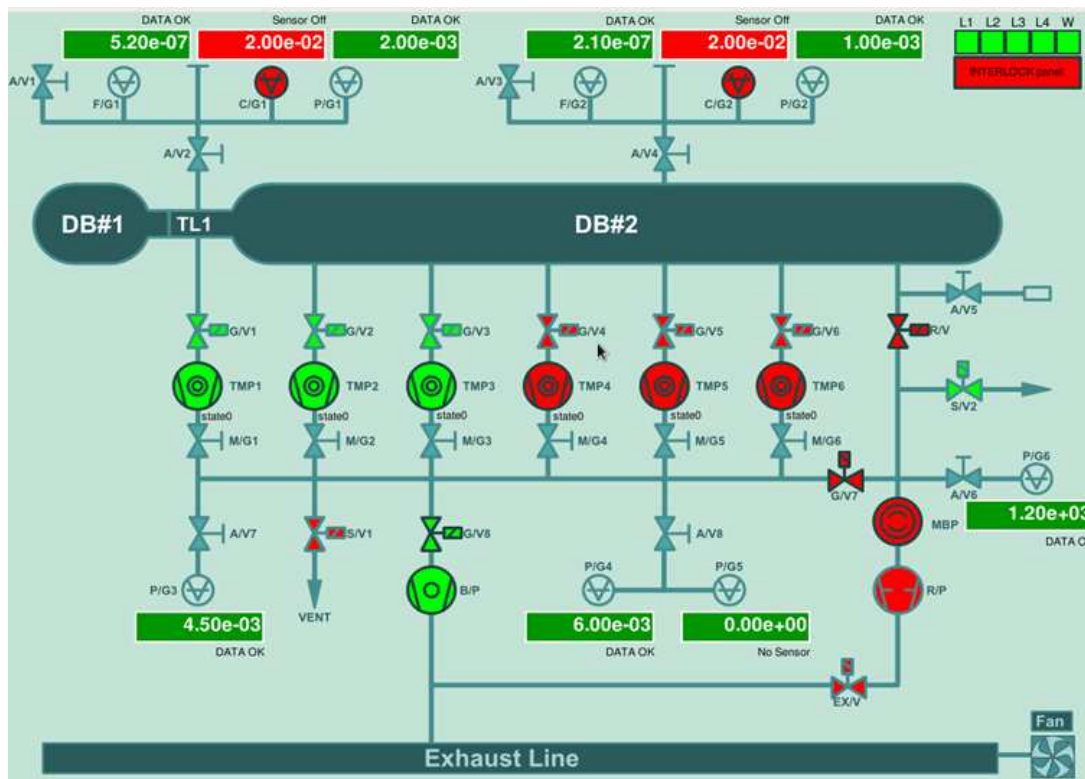 DATA OK Sensor Off DATA OK DATA OK Sensor Off DATA OK L1 L2 L3 L4 W
5.20e-07 2.00e-02 2.00e-03 2.10e-07 2.00e-02 1.00e-03
INTERLOCK panel
A/V1 F/G1 C/G1 P/G1 A/V3 F/G2 C/G2 P/G2
A/V2 A/V4
DB#1 TL1 DB#2
A/V5
G/V1 G/V2 G/V3 G/V4 G/V5 G/V6 R/V
TMP1 TMP2 TMP3 TMP4 TMP5 TMP6
S/V2
state0 state0 state0 state0 state0 state0
M/G1 M/G2 M/G3 M/G4 M/G5 M/G6
P/G6
G/V7 A/V6
1.20e+03
MBP
DATA O
A/V7 S/V1 G/V8 A/V8
P/G4 P/G5
P/G3 B/P R/P
VENT
4.50e-03 6.00e-03 0.00e+00
DATA OK DATA OK No Sensor
EX/V
Fan
Exhaust Line